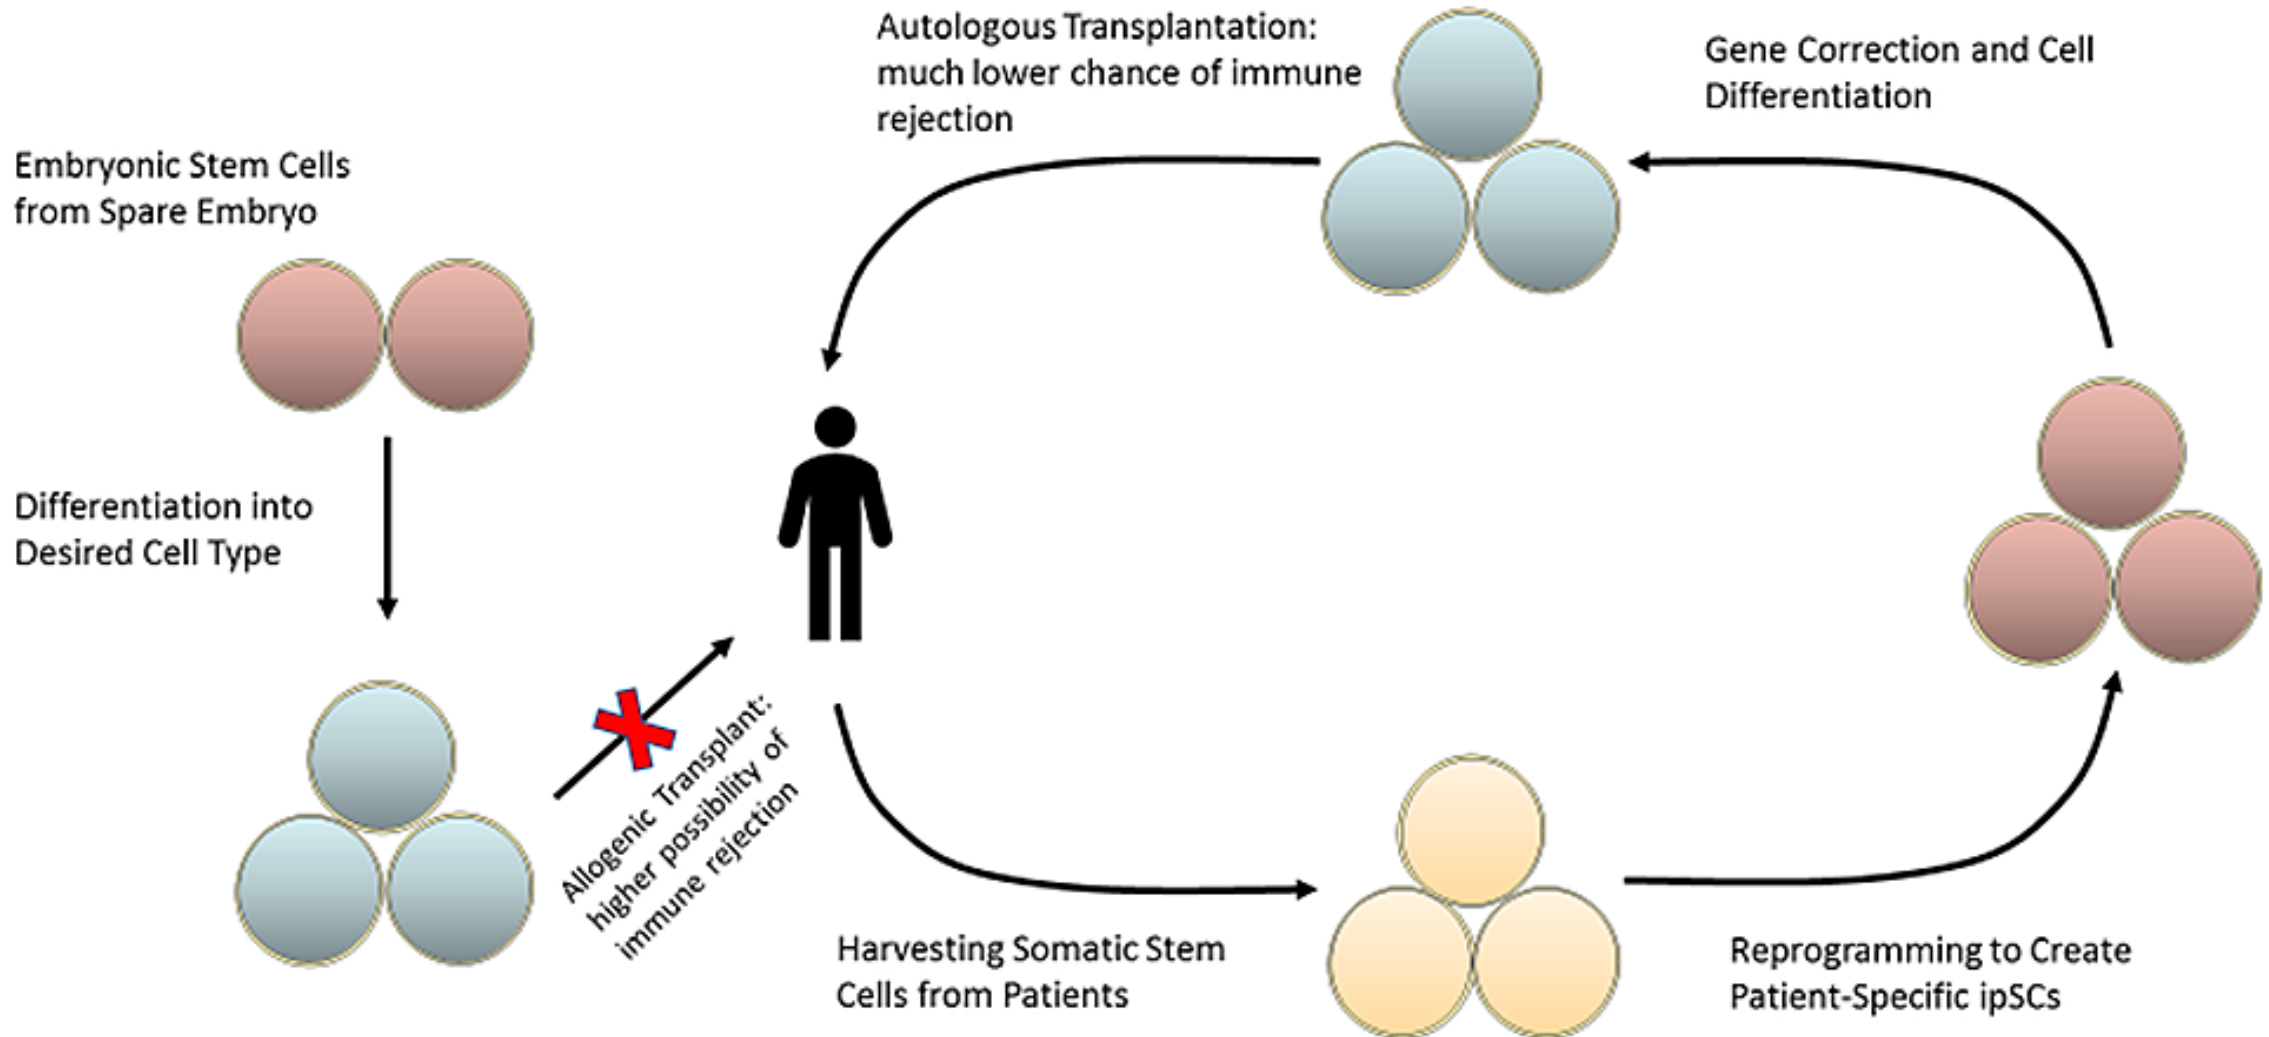 Autologous Transplantation:
much lower chance of immune
rejection
Gene Correction and Cell
Differentiation
Embryonic Stem Cells
from Spare Embryo
Differentiation into
Desired Cell Type
Allogenic Transplant:
higher possibility of
immune rejection
Harvesting Somatic Stem
Cells from Patients
Reprogramming to Create
Patient-Specific ipSCs